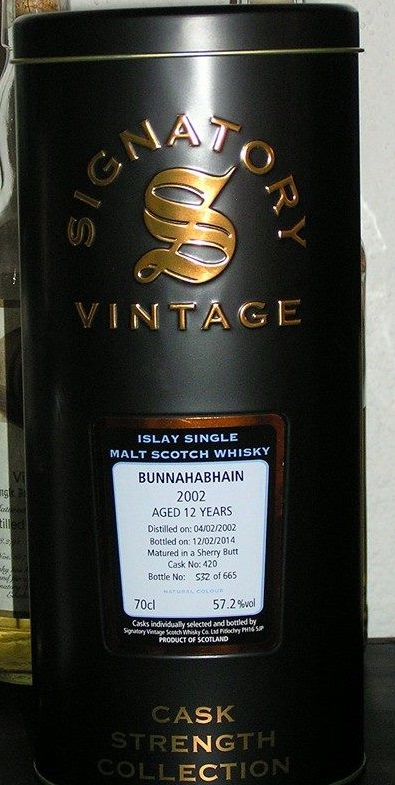 SIGNATORY
S
VINTAGE
ISLAY SINGLE
MALT SCOTCH WHISKY
BUNNAHABHAIN
2002
AGED 12 YEARS
Distilled on: 04/02/2002
Bottled on: 12/02/2014
Matured in a Sherry Butt
Cask No: 420
Bottle No: 532 of 665
NATURAL COLOUR
70cl 57.2%vol
Casks individually selected and bottled by
Signatory Vintage Scotch Whisky Co. Ltd Pitlochry PH16 5JP
PRODUCT OF SCOTLAND
CASK
STRENGTH
COLLECTION